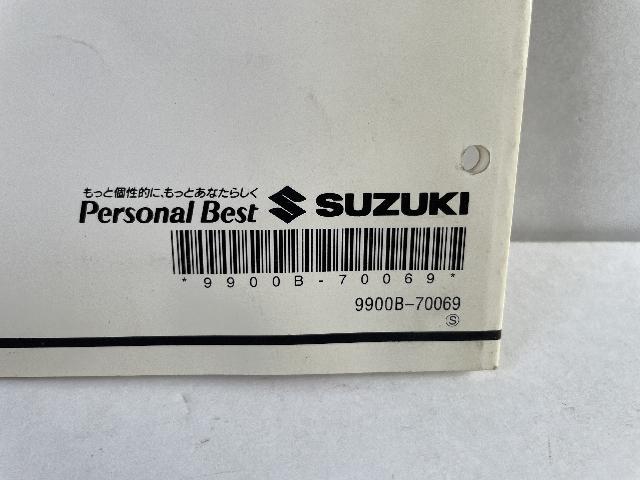 もっと個性的に、もっとあなたらしく
Personal Best SUZUKI
*9900B-70069*
9900B-70069
Ⓢ